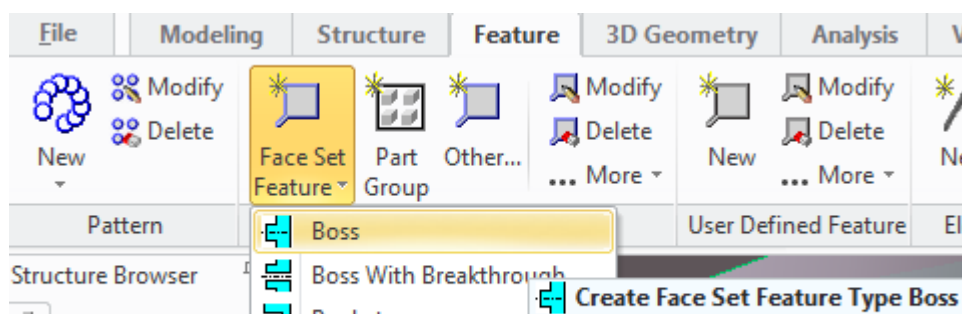 File Modeling Structure Feature 3D Geometry Analysis
Modify Modify Modify
Delete Delete Delete
New Face Set Feature Part Group Other... New
... More ... More
Pattern User Defined Feature
Boss
Structure Browser Boss With Breakthrough
Create Face Set Feature Type Boss